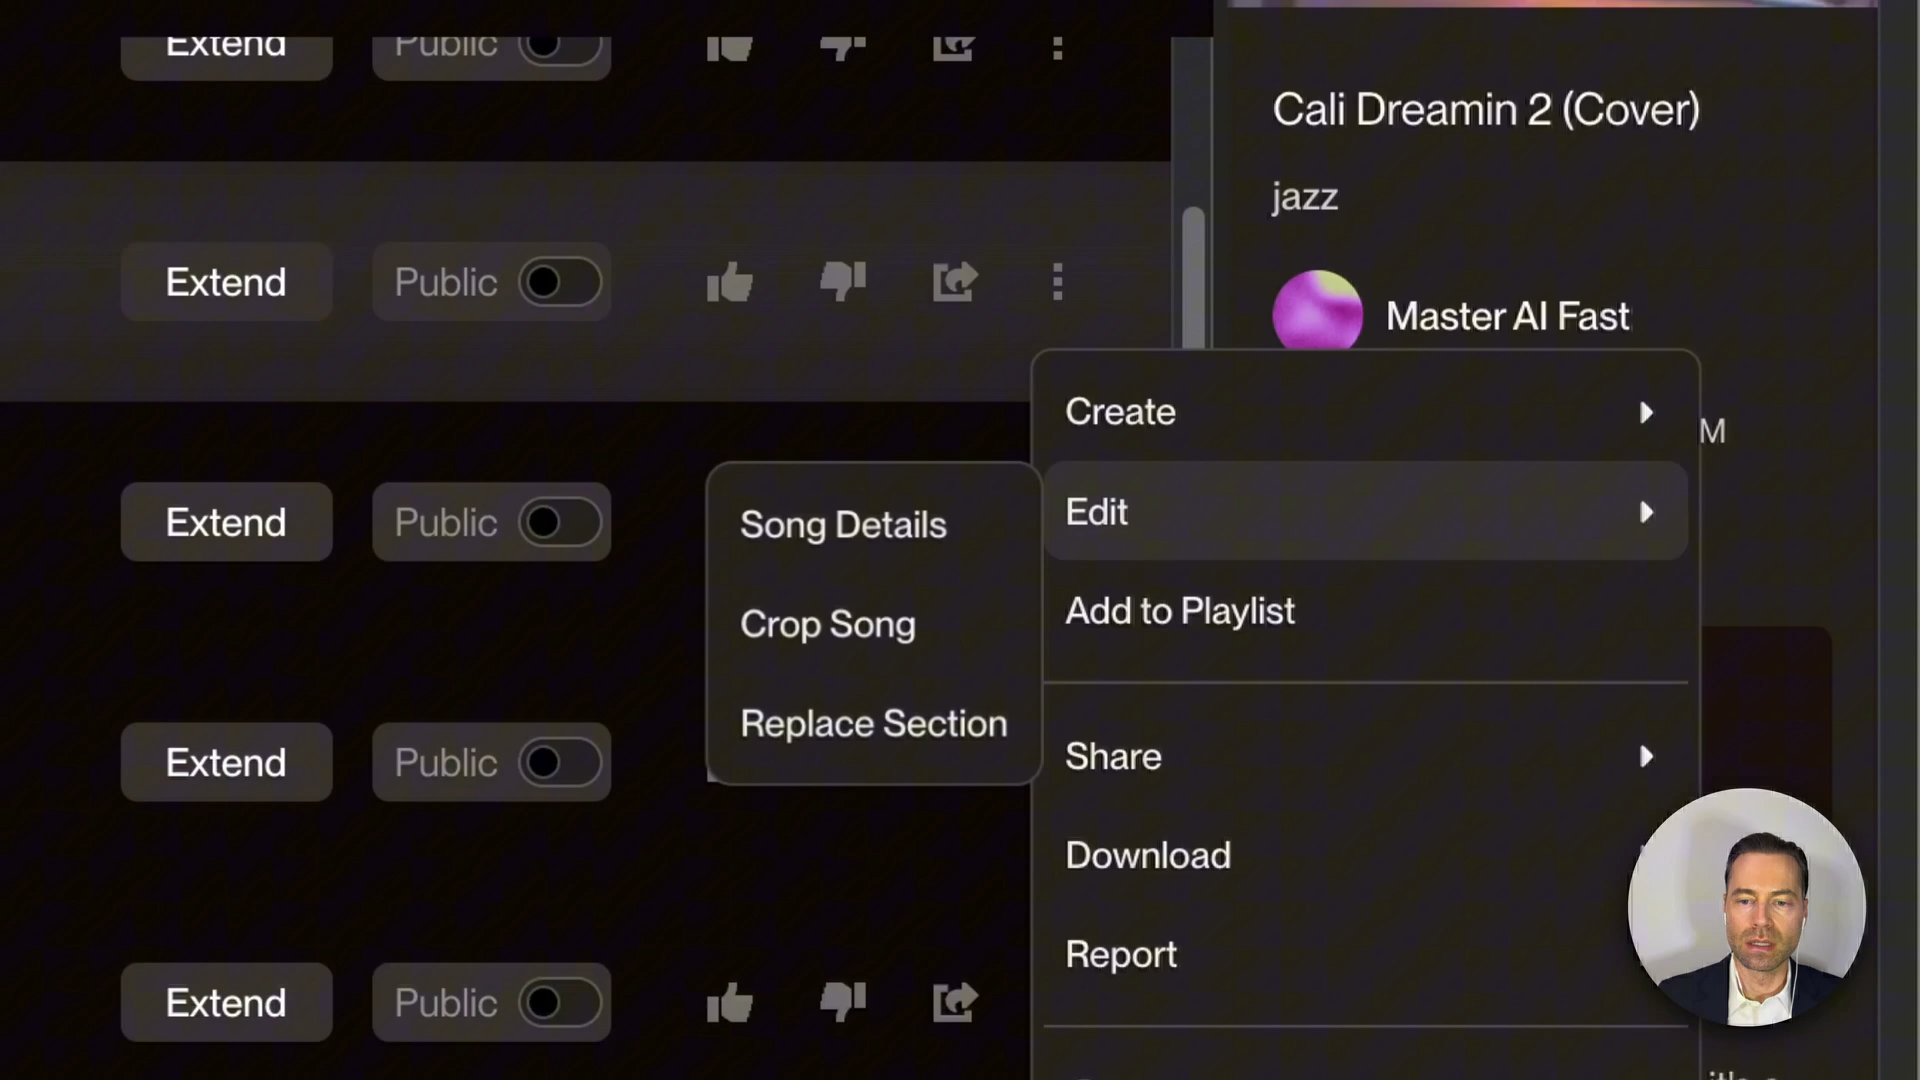 Extend Public
Cali Dreamin 2 (Cover)
jazz
Extend Public
Master AI Fast
Create
M
Edit
Song Details
Extend Public
Add to Playlist
Crop Song
Replace Section
Share
Extend Public
Download
Report
Extend Public